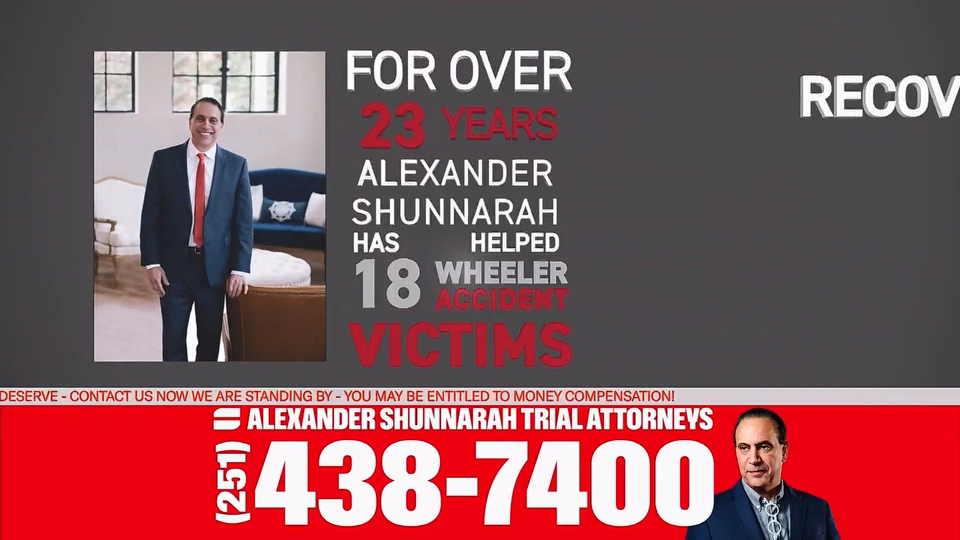 FOR OVER
23 YEARS
ALEXANDER
SHUNNARAH
HAS HELPED
18 WHEELER
ACCIDENT
VICTIMS
RECOV
DESERVE - CONTACT US NOW WE ARE STANDING BY - YOU MAY BE ENTITLED TO MONEY COMPENSATION!
ALEXANDER SHUNNARAH TRIAL ATTORNEYS
(251) 438-7400